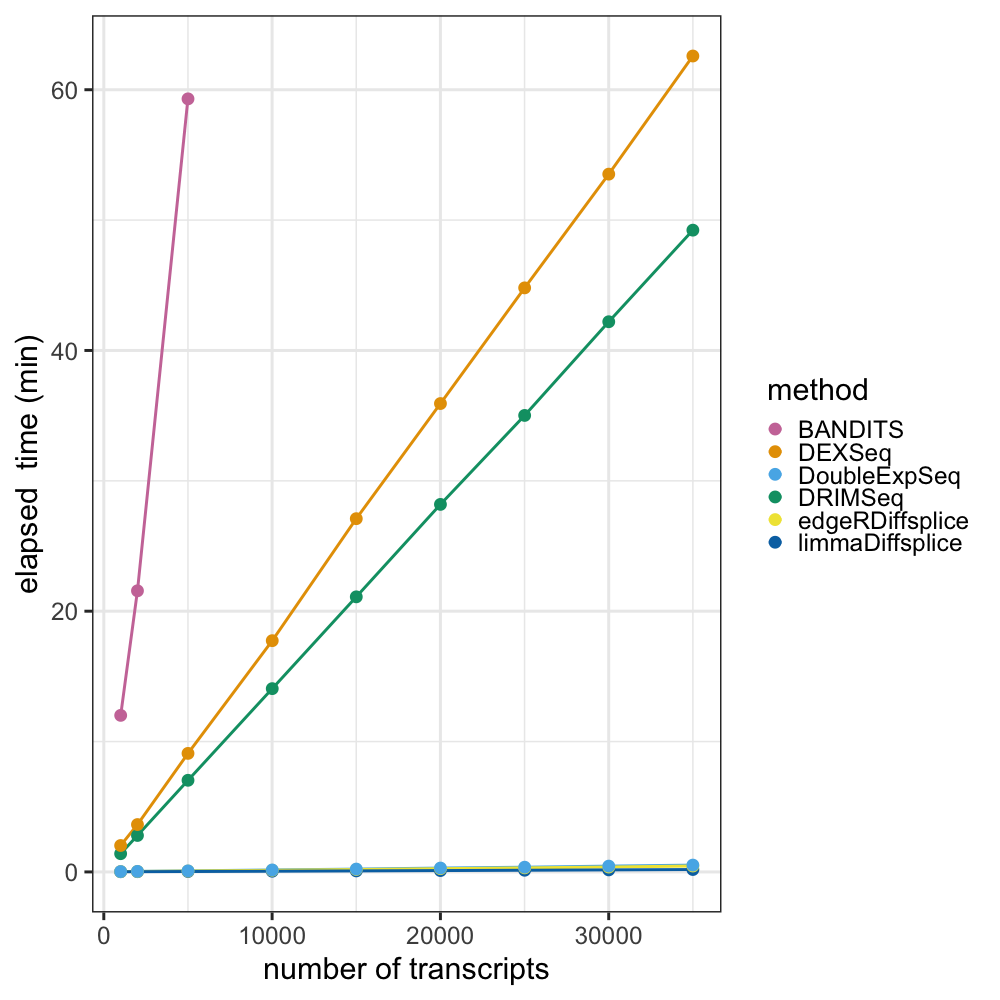 60
40
20
0
elapsed  time (min)
0
10000
20000
30000
number of transcripts
method
BANDITS
DEXSeq
DoubleExpSeq
DRIMSeq
edgeRDiffsplice
limmaDiffsplice